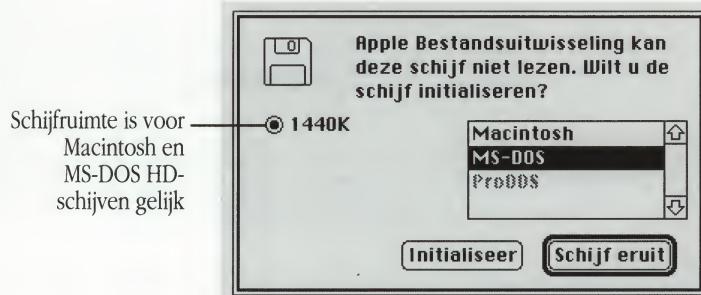 Apple Bestandsuitwisseling kan
deze schijf niet lezen. Wilt u de
schijf initialiseren?
Schijfruimte is voor
Macintosh en
MS-DOS HD-
schijven gelijk
1440K
Macintosh
MS-DOS
ProDOS
Initialiseer
Schijf eruit